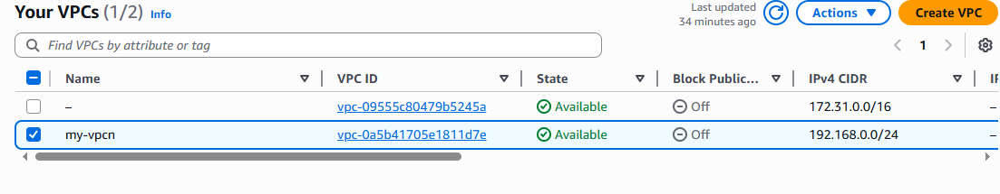 Your VPCs (1/2) Info
Last updated
34 minutes ago
Actions
Create VPC
Find VPCs by attribute or tag
1
Name VPC ID State Block Public... IPv4 CIDR
– vpc-09555c80479b5245a Available Off 172.31.0.0/16 –
my-vpcn vpc-0a5b41705e1811d7e Available Off 192.168.0.0/24 –